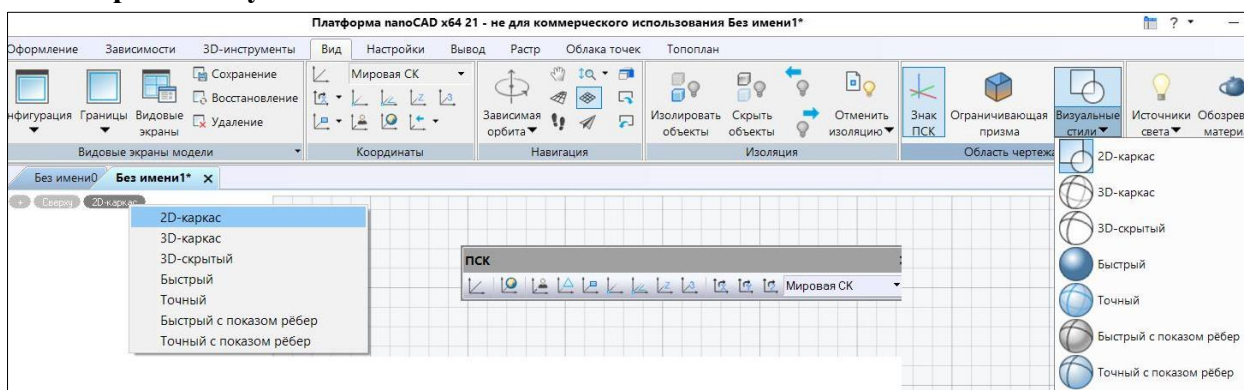 Платформа nanoCAD x64 21 - не для коммерческого использования Без имени1*
Оформление Зависимости 3D-инструменты Вид Настройки Вывод Растр Облака точек Топоплан
Сохранение
Восстановление
Удаление
Границы Видовые экраны
Видовые экраны модели
Мировая СК
Координаты
Зависимая орбита
Навигация
Изолировать объекты
Скрыть объекты
Отменить изоляцию
Изоляция
Знак ПСК
Ограничивающая призма
Визуальные стили
Источники света
Область чертежа
Без имени0 Без имени1*
+ Сверху 2D-каркас
2D-каркас
3D-каркас
3D-скрытый
Быстрый
Точный
Быстрый с показом рёбер
Точный с показом рёбер
ПСК
Мировая СК
2D-каркас
3D-каркас
3D-скрытый
Быстрый
Точный
Быстрый с показом рёбер
Точный с показом рёбер